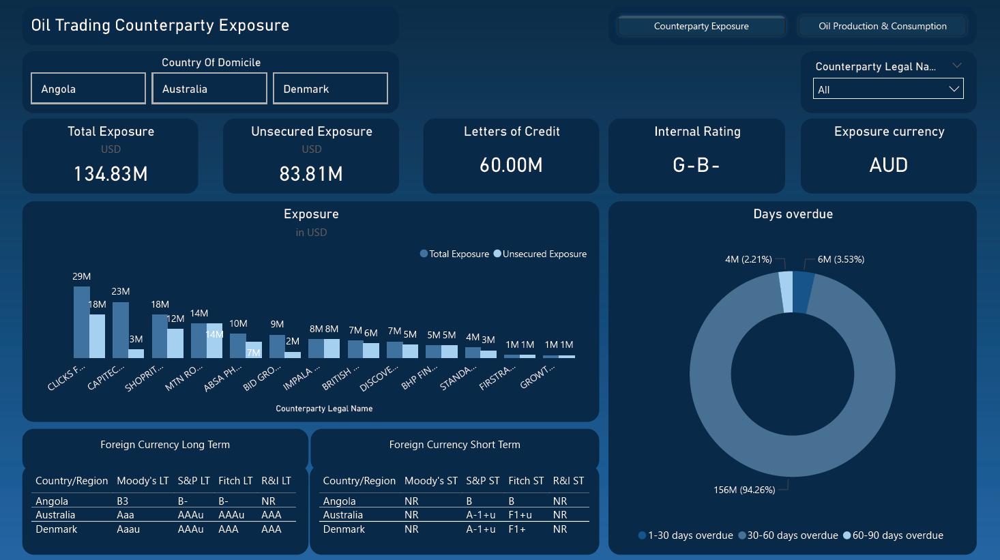 Oil Trading Counterparty Exposure
Counterparty Exposure
Oil Production & Consumption
Country Of Domicile
Angola
Australia
Denmark
Counterparty Legal Na...
All
Total Exposure
USD
134.83M
Unsecured Exposure
USD
83.81M
Letters of Credit
60.00M
Internal Rating
G-B-
Exposure currency
AUD
Exposure
in USD
Total Exposure Unsecured Exposure
29M 18M 23M 3M 18M 12M 14M 14M 10M 7M 9M 2M 8M 8M 7M 6M 7M 5M 5M 5M 4M 3M 1M 1M 1M 1M
CLICKS F...
CAPITEC...
SHOPRIT...
MTN RO...
ABSA PH...
BID GRO...
IMPALA ...
BRITISH ...
DISCOVE...
BHP FIN...
STANDA...
FIRSTRA...
GROWT...
Counterparty Legal Name
Days overdue
4M (2.21%)
6M (3.53%)
156M (94.26%)
1-30 days overdue 30-60 days overdue 60-90 days overdue
Foreign Currency Long Term
Country/Region Moody's LT S&P LT Fitch LT R&I LT
Angola B3 B- B- NR
Australia Aaa AAAu AAAu AAA
Denmark Aaau AAAu AAA AAA
Foreign Currency Short Term
Country/Region Moody's ST S&P ST Fitch ST R&I ST
Angola NR B B NR
Australia NR A-1+u F1+u NR
Denmark NR A-1+u F1+ NR